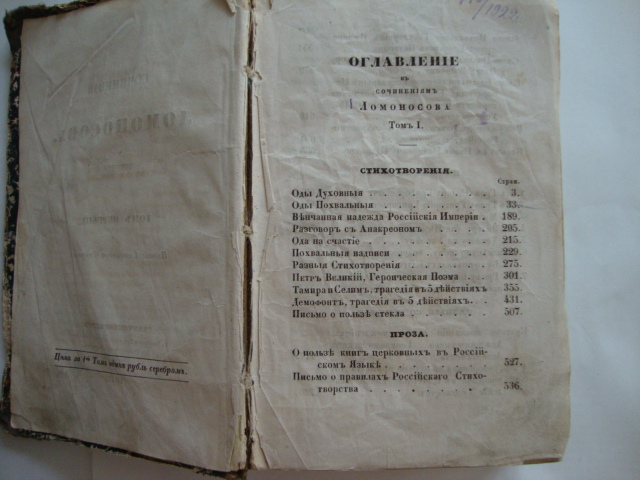 Цѣна за 1й Томъ одинъ рубль серебромъ.
ОГЛАВЛЕНІЕ
КЪ
СОЧИНЕНІЯМЪ
ЛОМОНОСОВА
Томъ I.
СТИХОТВОРЕНІЯ.
Стран.
Оды Духовныя . . . . . . . . . 3.
Оды Похвальныя . . . . . . . . 33.
Вѣнчанная надежда Россійскія Имперіи . 189.
Разговоръ съ Анакреономъ . . . . . 205.
Ода на счастіе . . . . . . . . . 215.
Похвальныя надписи . . . . . . . 229.
Разныя Стихотворенія . . . . . . 275.
Петръ Великій, Героическая Поэма . . . 301.
Тамира и Селимъ, трагедія въ 5 дѣйствіяхъ 355.
Демофонтъ, трагедія въ 5 дѣйствіяхъ. . 431.
Письмо о пользѣ стекла . . . . . . 507.
ПРОЗА.
О пользѣ книгъ церковныхъ въ Россій-
скомъ Языкѣ . . . . . . . . 527.
Письмо о правилахъ Россійскаго Стихо-
творства . . . . . . . . . 536.